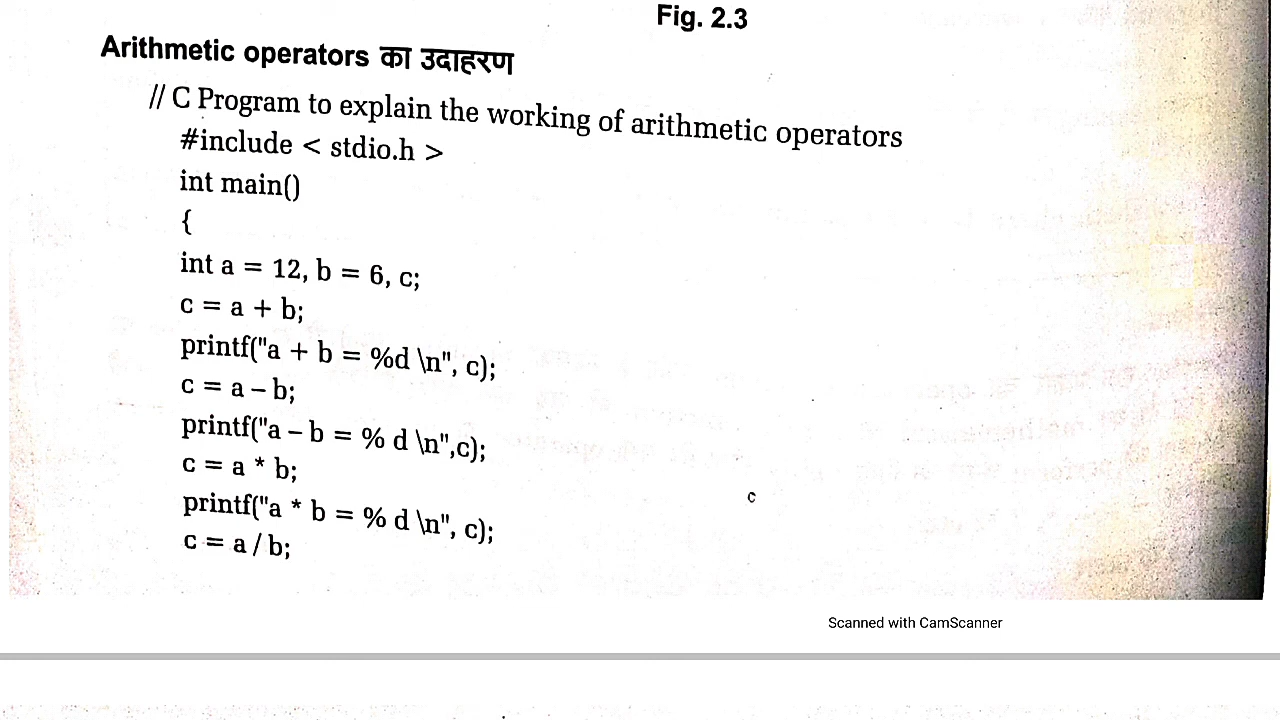 Fig. 2.3
Arithmetic operators का उदाहरण
// C Program to explain the working of arithmetic operators
#include < stdio.h >
int main()
{
int a = 12, b = 6, c;
c = a + b;
printf("a + b = %d \n", c);
c = a – b;
printf("a – b = % d \n",c);
c = a * b;
printf("a * b = % d \n", c);
c = a / b;
c
Scanned with CamScanner